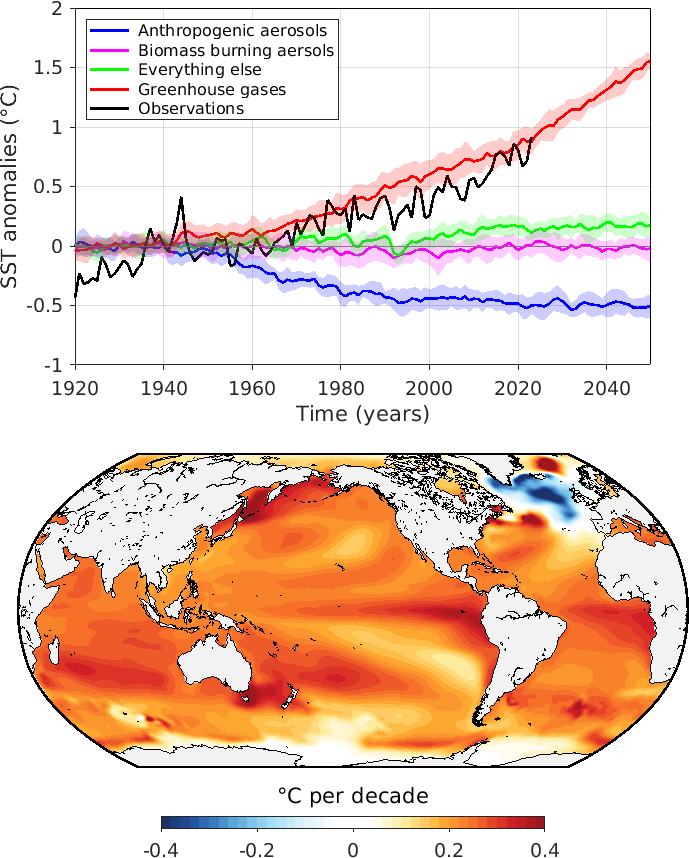 2
1.5
1
0.5
0
-0.5
-1
SST anomalies (°C)
Anthropogenic aerosols
Biomass burning aersols
Everything else
Greenhouse gases
Observations
1920 1940 1960 1980 2000 2020 2040
Time (years)
°C per decade
-0.4 -0.2 0 0.2 0.4